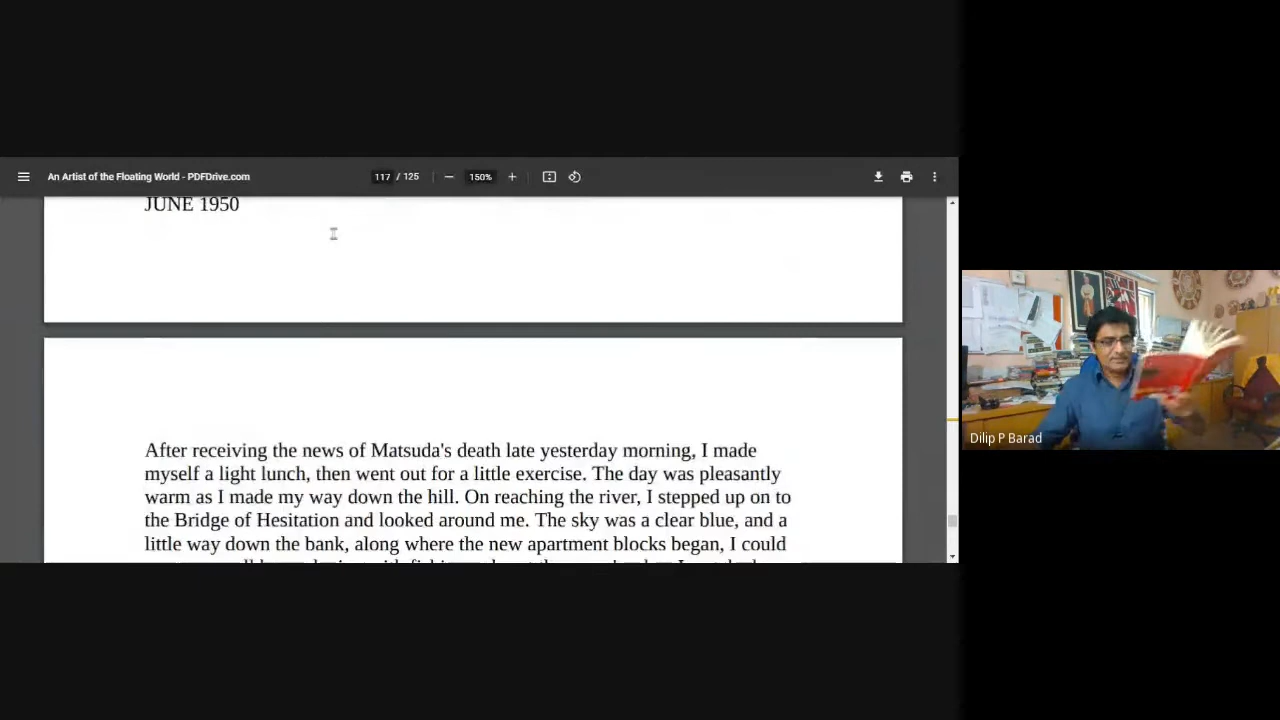 An Artist of the Floating World - PDFDrive.com 117 / 125 150%
JUNE 1950
After receiving the news of Matsuda's death late yesterday morning, I made
myself a light lunch, then went out for a little exercise. The day was pleasantly
warm as I made my way down the hill. On reaching the river, I stepped up on to
the Bridge of Hesitation and looked around me. The sky was a clear blue, and a
little way down the bank, along where the new apartment blocks began, I could
Dilip P Barad